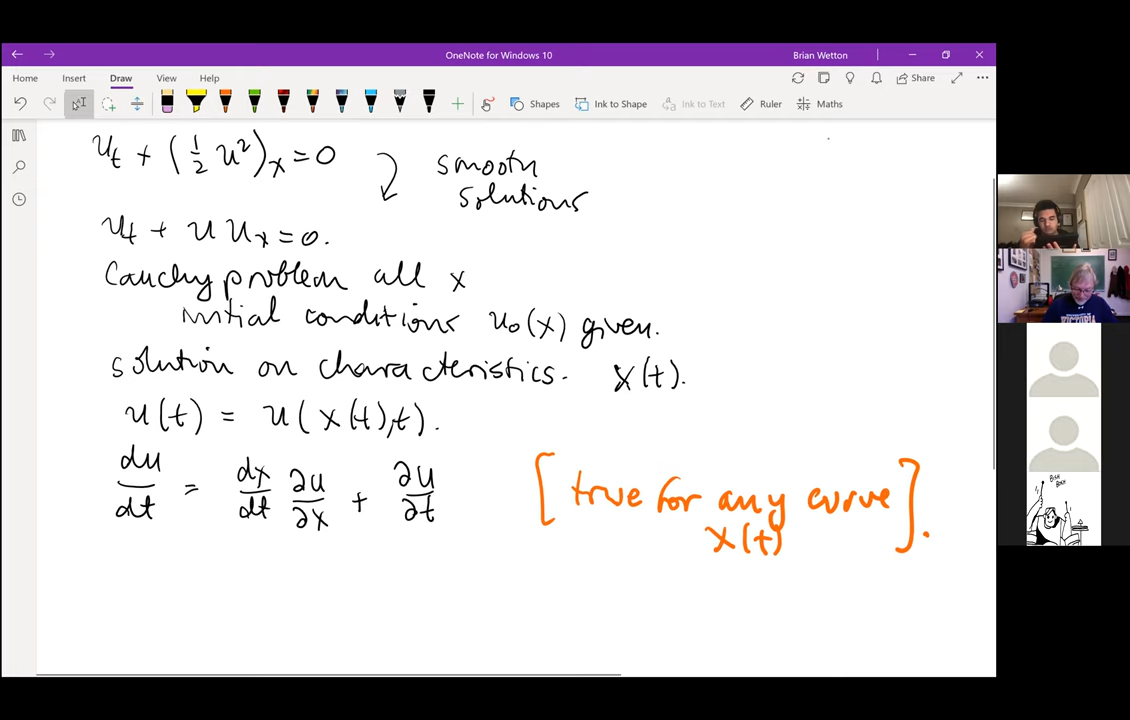 OneNote for Windows 10
Brian Wetton
Home Insert Draw View Help
Share
Shapes Ink to Shape Ink to Text Ruler Maths
u_t + (1/2 u²)_x = 0
smooth
solutions
u_t + u u_x = 0.
Cauchy problem all x
initial conditions u₀(x) given.
solution on characteristics. x(t).
u(t) = u(x(t),t).
du/dt = dx/dt ∂u/∂x + ∂u/∂t
[true for any curve
x(t)].
VICTORIA